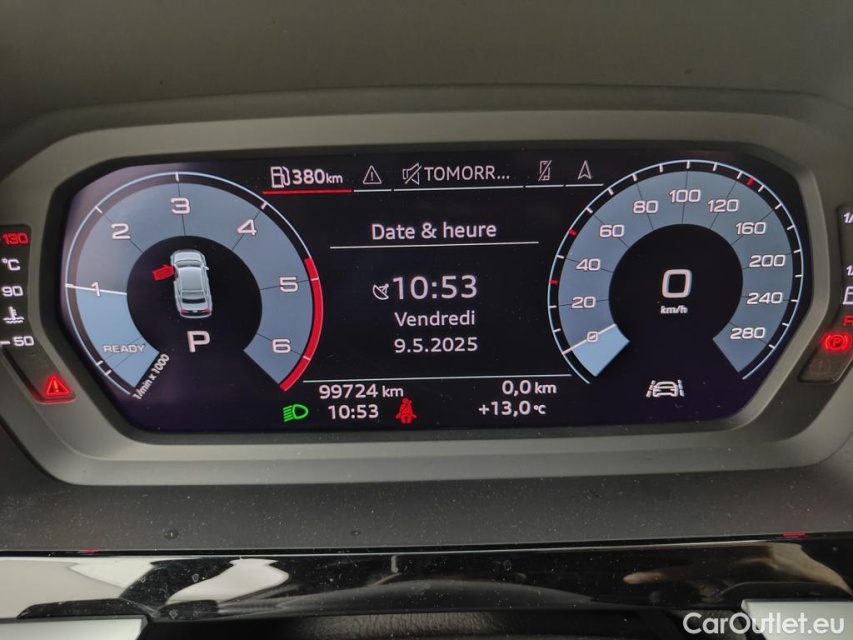 380km
TOMORR...
Date & heure
10:53
Vendredi
9.5.2025
1
2
3
4
5
6
READY
1/min x 1000
P
0
20
40
60
80
100
120
160
200
240
280
0
km/h
99724 km
0,0 km
10:53
+13,0 °C
130
°C
90
50
CarOutlet.eu